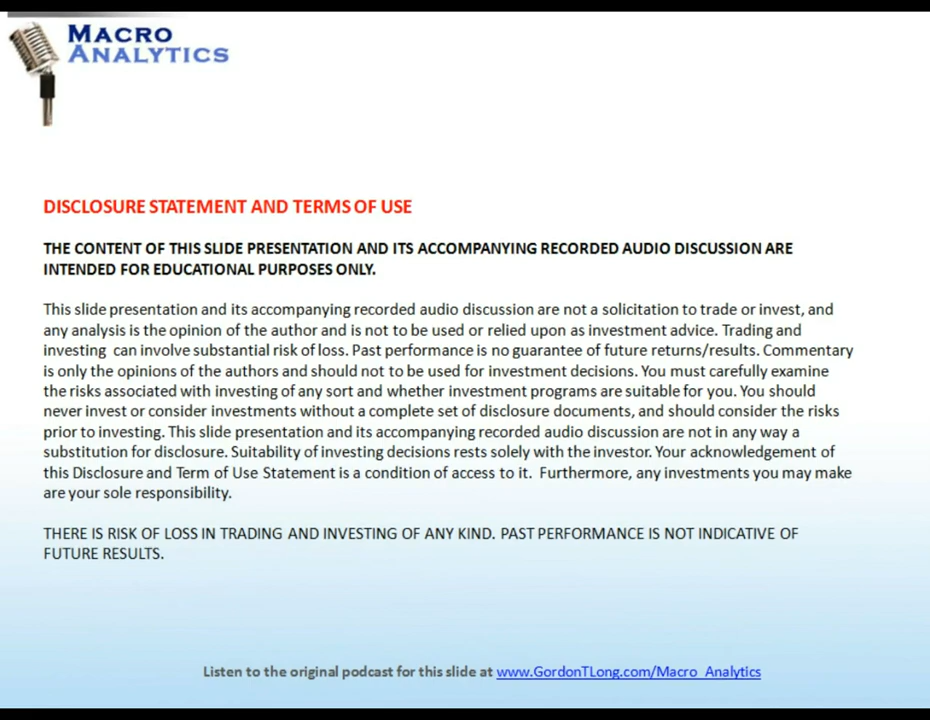 MACRO
ANALYTICS
DISCLOSURE STATEMENT AND TERMS OF USE
THE CONTENT OF THIS SLIDE PRESENTATION AND ITS ACCOMPANYING RECORDED AUDIO DISCUSSION ARE
INTENDED FOR EDUCATIONAL PURPOSES ONLY.
This slide presentation and its accompanying recorded audio discussion are not a solicitation to trade or invest, and
any analysis is the opinion of the author and is not to be used or relied upon as investment advice. Trading and
investing can involve substantial risk of loss. Past performance is no guarantee of future returns/results. Commentary
is only the opinions of the authors and should not to be used for investment decisions. You must carefully examine
the risks associated with investing of any sort and whether investment programs are suitable for you. You should
never invest or consider investments without a complete set of disclosure documents, and should consider the risks
prior to investing. This slide presentation and its accompanying recorded audio discussion are not in any way a
substitution for disclosure. Suitability of investing decisions rests solely with the investor. Your acknowledgement of
this Disclosure and Term of Use Statement is a condition of access to it. Furthermore, any investments you may make
are your sole responsibility.
THERE IS RISK OF LOSS IN TRADING AND INVESTING OF ANY KIND. PAST PERFORMANCE IS NOT INDICATIVE OF
FUTURE RESULTS.
Listen to the original podcast for this slide at www.GordonTLong.com/Macro_Analytics